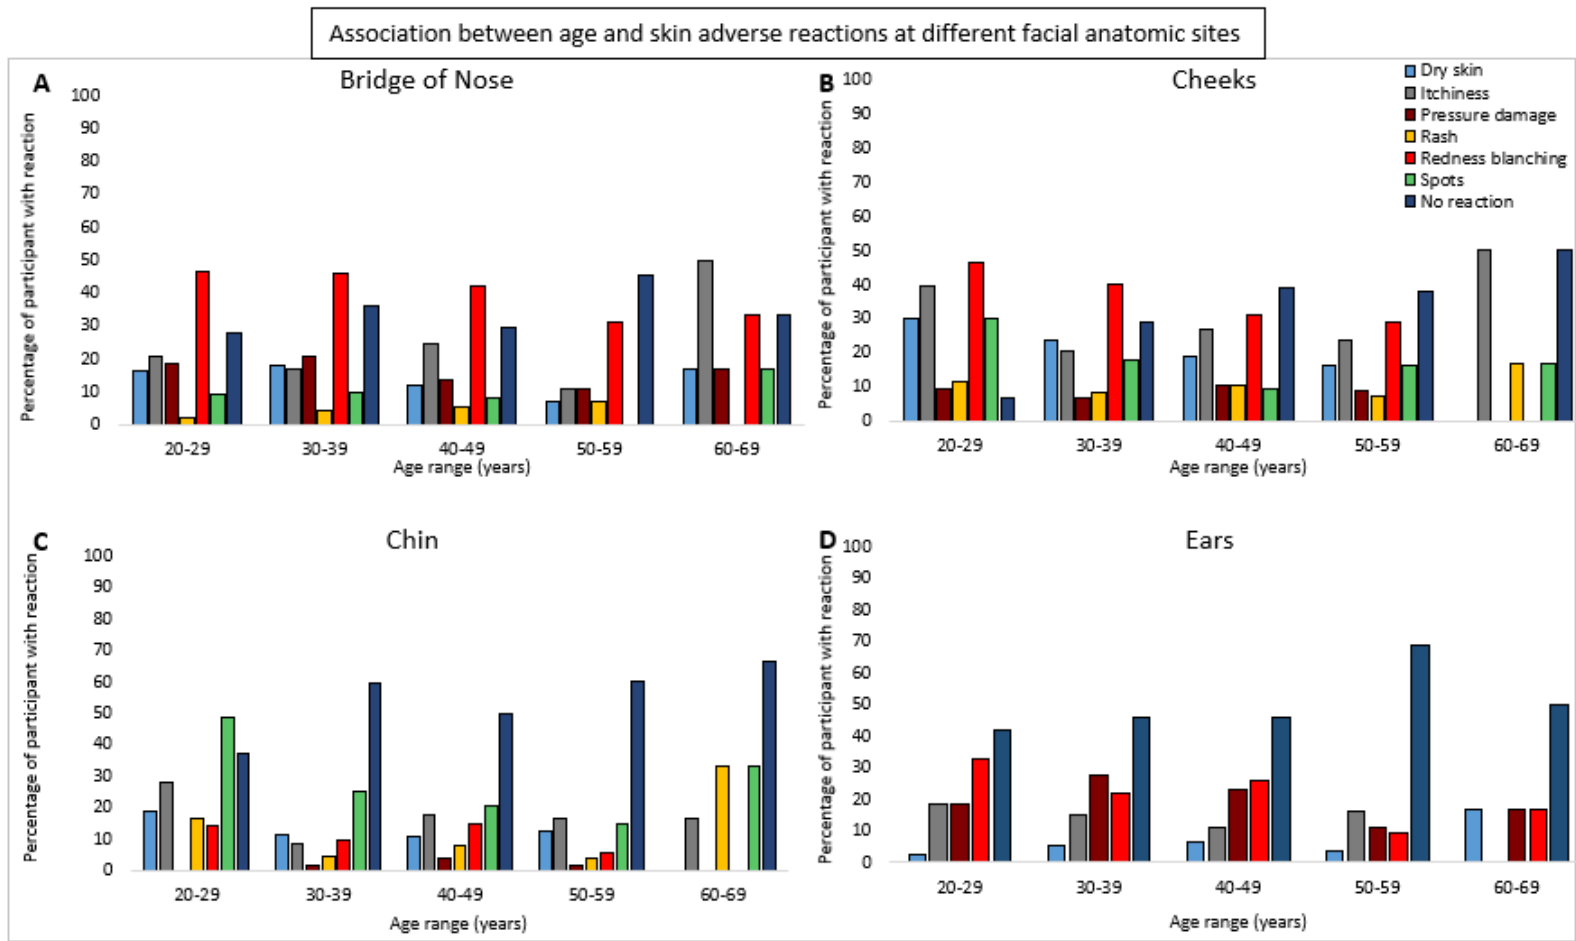 Association between age and skin adverse reactions at different facial anatomic sites
A
Bridge of Nose
Percentage of participant with reaction
100
90
80
70
60
50
40
30
20
10
0
20-29 30-39 40-49 50-59 60-69
Age range (years)
B
Cheeks
Percentage of participant with reaction
100
90
80
70
60
50
40
30
20
10
0
20-29 30-39 40-49 50-59 60-69
Age range (years)
Dry skin
Itchiness
Pressure damage
Rash
Redness blanching
Spots
No reaction
C
Chin
Percentage of participant with reaction
100
90
80
70
60
50
40
30
20
10
0
20-29 30-39 40-49 50-59 60-69
Age range (years)
D
Ears
Percentage of participant with reaction
100
90
80
70
60
50
40
30
20
10
0
20-29 30-39 40-49 50-59 60-69
Age range (years)